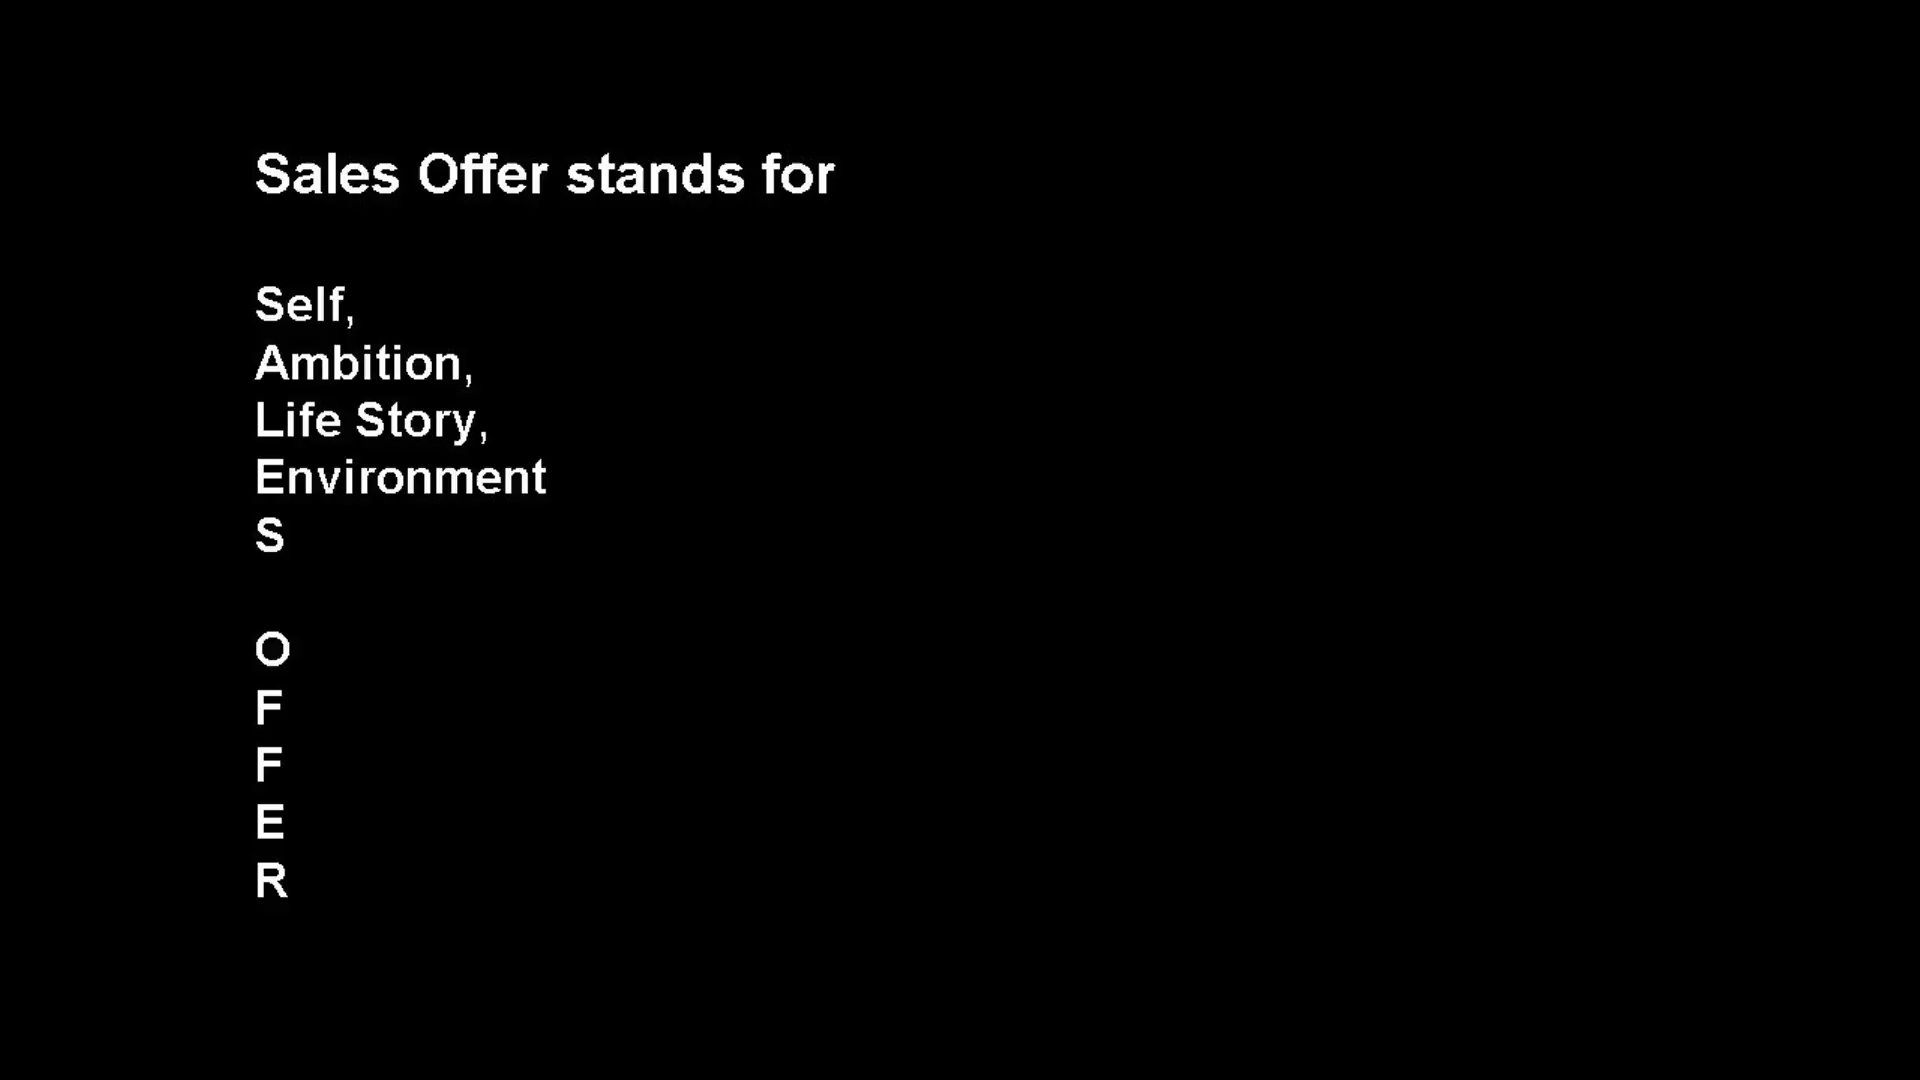 Sales Offer stands for
Self,
Ambition,
Life Story,
Environment
S
O
F
F
E
R